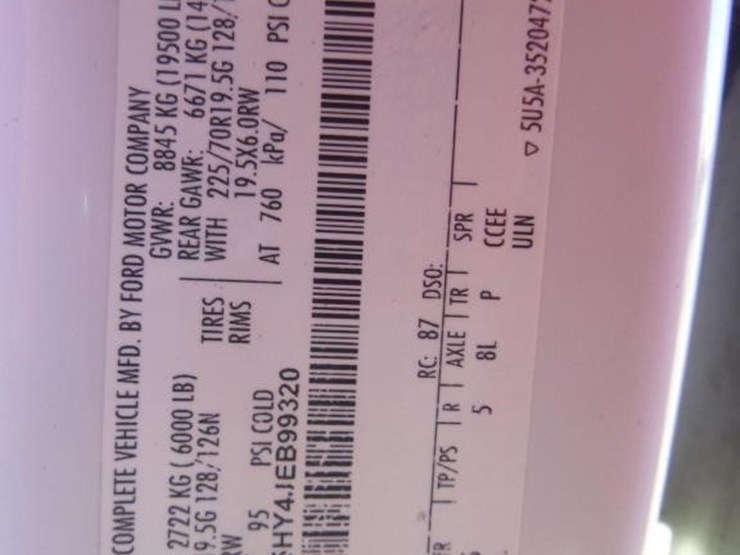 COMPLETE VEHICLE MFD. BY FORD MOTOR COMPANY
GVWR: 8845 KG (19500
2722 KG ( 6000 LB) REAR GAWR: 6671 KG (14
9.5G 128/126N TIRES WITH 225/70R19.5G 128/
RW RIMS 19.5X6.0RW
95 PSI COLD AT 760 kPa/ 110 PSI C
HY4JEB99320
RC: 87 DSO:
R TP/PS R AXLE TR SPR
5 8L P CCEE
ULN
▽ 5U5A-352047